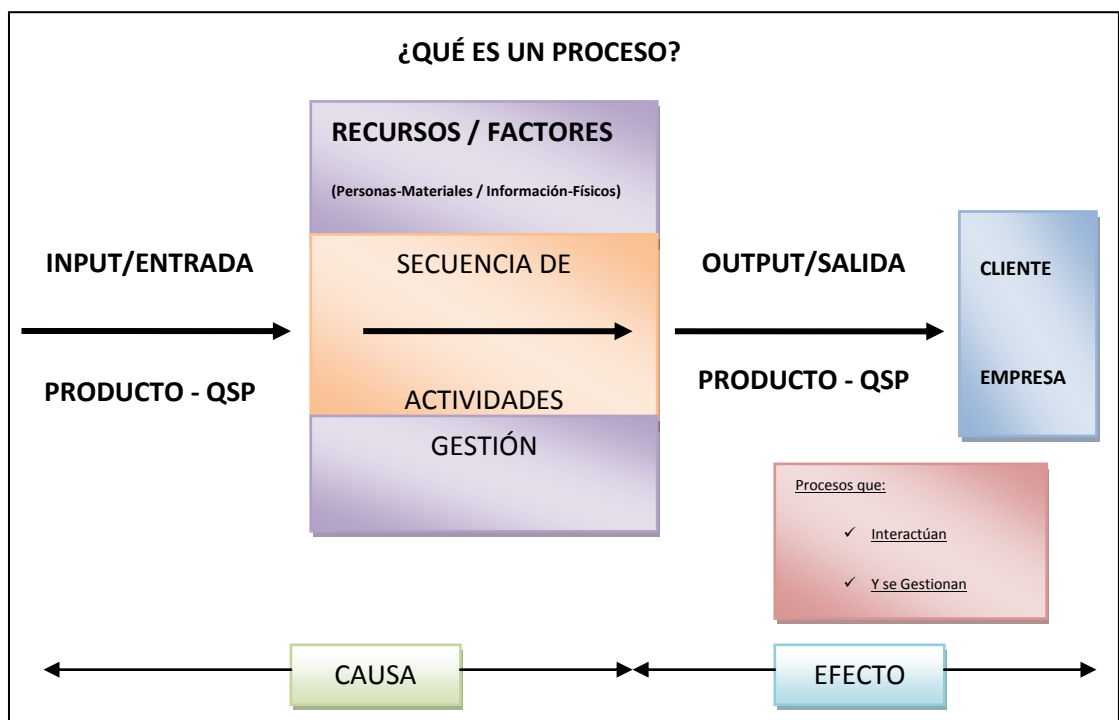 ¿QUÉ ES UN PROCESO?
RECURSOS / FACTORES
(Personas-Materiales / Información-Físicos)
INPUT/ENTRADA
PRODUCTO - QSP
SECUENCIA DE
ACTIVIDADES
GESTIÓN
OUTPUT/SALIDA
PRODUCTO - QSP
CLIENTE
EMPRESA
Procesos que:
✓ Interactúan
✓ Y se Gestionan
CAUSA
EFECTO